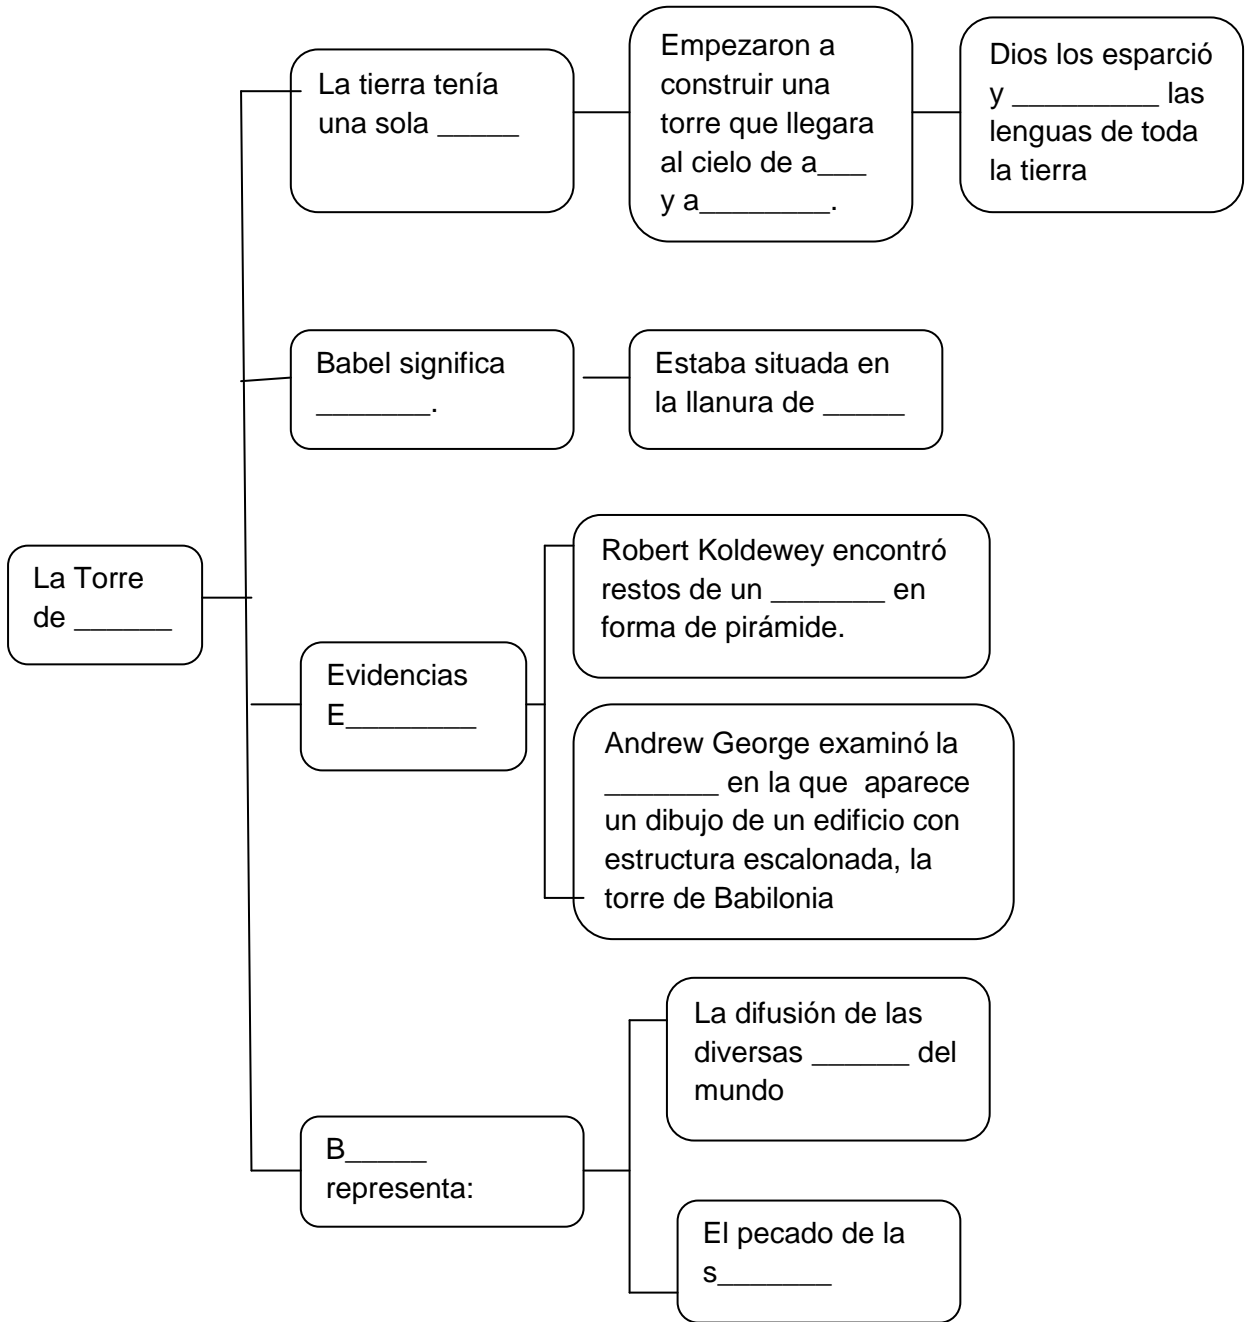 La tierra tenía
una sola _____
Empezaron a
construir una
torre que llegara
al cielo de a___
y a________.
Dios los esparció
y _________ las
lenguas de toda
la tierra
Babel significa
_______.
Estaba situada en
la llanura de _____
La Torre
de ______
Evidencias
E________
Robert Koldewey encontró
restos de un _______ en
forma de pirámide.
Andrew George examinó la
_______ en la que  aparece
un dibujo de un edificio con
estructura escalonada, la
torre de Babilonia
B_____
representa:
La difusión de las
diversas ______ del
mundo
El pecado de la
s_______